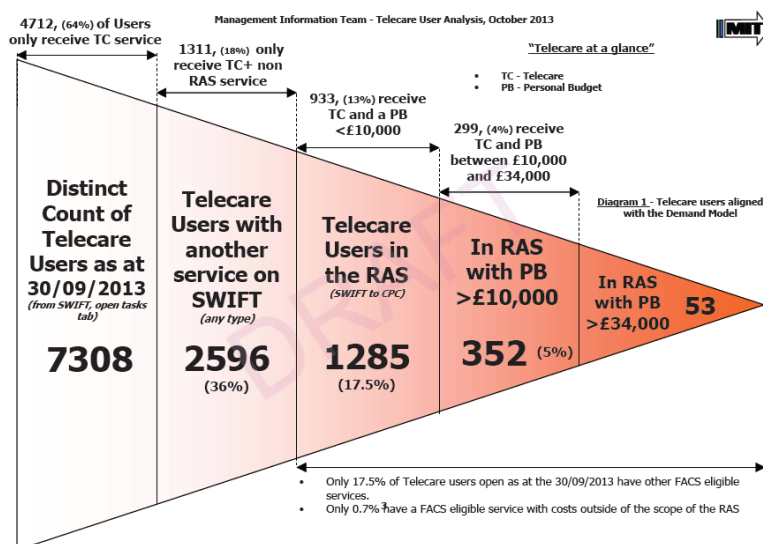 Management Information Team - Telecare User Analysis, October 2013
MIT
4712, (64%) of Users
only receive TC service
1311, (18%) only
receive TC+ non
RAS service
933, (13%) receive
TC and a PB
<£10,000
299, (4%) receive
TC and PB
between £10,000
and £34,000
"Telecare at a glance"
• TC - Telecare
• PB - Personal Budget
Diagram 1 - Telecare users aligned
with the Demand Model
Distinct
Count of
Telecare
Users as at
30/09/2013
(from SWIFT, open tasks
tab)
7308
Telecare
Users with
another
service on
SWIFT
(any type)
2596
(36%)
Telecare
Users in
the RAS
(SWIFT to CPC)
1285
(17.5%)
In RAS
with PB
>£10,000
352 (5%)
In RAS
with PB
>£34,000
53
DRAFT
• Only 17.5% of Telecare users open as at the 30/09/2013 have other FACS eligible
services.
• Only 0.7% have a FACS eligible service with costs outside of the scope of the RAS
3